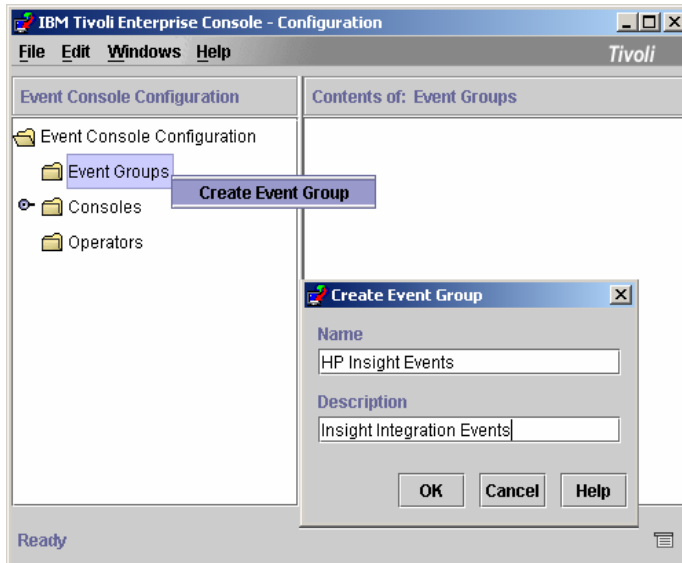 IBM Tivoli Enterprise Console - Configuration
File Edit Windows Help
Tivoli
Event Console Configuration
Contents of: Event Groups
Event Console Configuration
Event Groups
Create Event Group
Consoles
Operators
Create Event Group
Name
HP Insight Events
Description
Insight Integration Events
OK Cancel Help
Ready